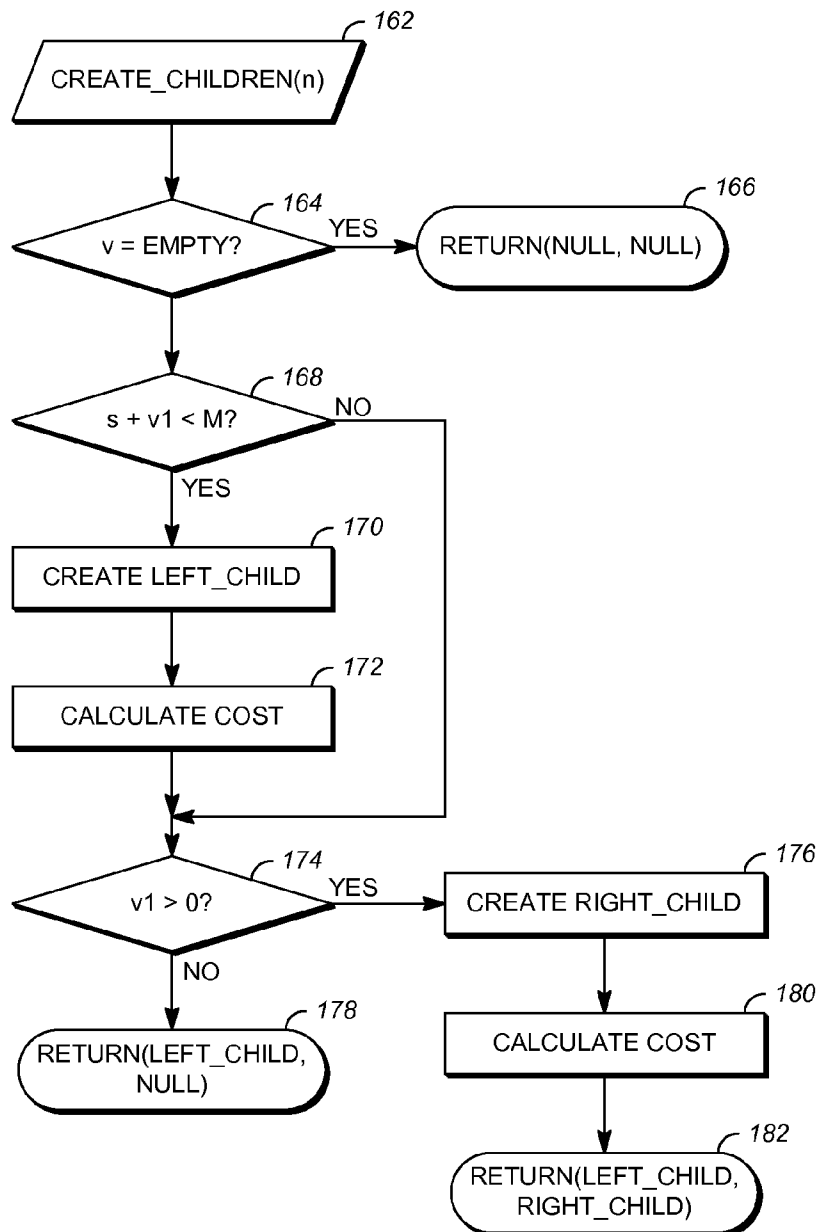 162
CREATE_CHILDREN(n)
164
v = EMPTY?
YES
166
RETURN(NULL, NULL)
168
s + v1 < M?
NO
YES
170
CREATE LEFT_CHILD
172
CALCULATE COST
174
v1 > 0?
YES
176
CREATE RIGHT_CHILD
NO
178
RETURN(LEFT_CHILD,
NULL)
180
CALCULATE COST
182
RETURN(LEFT_CHILD,
RIGHT_CHILD)